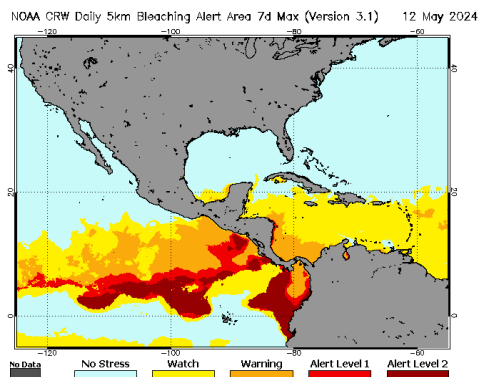 NOAA CRW Daily 5km Bleaching Alert Area 7d Max (Version 3.1) 12 May 2024
−120 −100 −80 −60
40 40
20 20
0 0
−120 −100 −80 −60
No Data No Stress Watch Warning Alert Level 1 Alert Level 2